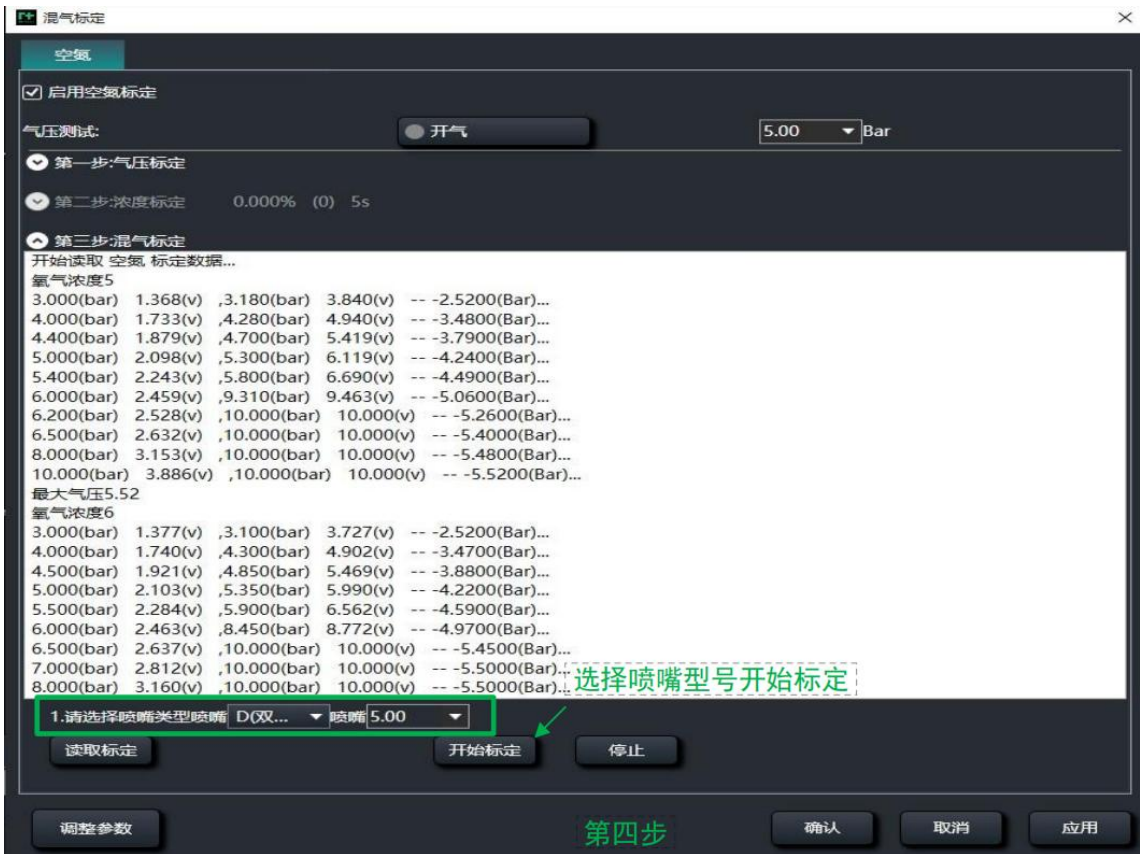 混气标定
空氮
启用空氮标定
气压测试: 开气 5.00 Bar
第一步:气压标定
第二步:浓度标定 0.000% (0) 5s
第三步:混气标定
开始读取 空氮 标定数据...
氧气浓度5
3.000(bar) 1.368(v) ,3.180(bar) 3.840(v) -- -2.5200(Bar)...
4.000(bar) 1.733(v) ,4.280(bar) 4.940(v) -- -3.4800(Bar)...
4.400(bar) 1.879(v) ,4.700(bar) 5.419(v) -- -3.7900(Bar)...
5.000(bar) 2.098(v) ,5.300(bar) 6.119(v) -- -4.2400(Bar)...
5.400(bar) 2.243(v) ,5.800(bar) 6.690(v) -- -4.4900(Bar)...
6.000(bar) 2.459(v) ,9.310(bar) 9.463(v) -- -5.0600(Bar)...
6.200(bar) 2.528(v) ,10.000(bar) 10.000(v) -- -5.2600(Bar)...
6.500(bar) 2.632(v) ,10.000(bar) 10.000(v) -- -5.4000(Bar)...
8.000(bar) 3.153(v) ,10.000(bar) 10.000(v) -- -5.4800(Bar)...
10.000(bar) 3.886(v) ,10.000(bar) 10.000(v) -- -5.5200(Bar)...
最大气压5.52
氧气浓度6
3.000(bar) 1.377(v) ,3.100(bar) 3.727(v) -- -2.5200(Bar)...
4.000(bar) 1.740(v) ,4.300(bar) 4.902(v) -- -3.4700(Bar)...
4.500(bar) 1.921(v) ,4.850(bar) 5.469(v) -- -3.8800(Bar)...
5.000(bar) 2.103(v) ,5.350(bar) 5.990(v) -- -4.2200(Bar)...
5.500(bar) 2.284(v) ,5.900(bar) 6.562(v) -- -4.5900(Bar)...
6.000(bar) 2.463(v) ,8.450(bar) 8.772(v) -- -4.9700(Bar)...
6.500(bar) 2.637(v) ,10.000(bar) 10.000(v) -- -5.4500(Bar)...
7.000(bar) 2.812(v) ,10.000(bar) 10.000(v) -- -5.5000(Bar)...
8.000(bar) 3.160(v) ,10.000(bar) 10.000(v) -- -5.5000(Bar)...
选择喷嘴型号开始标定
1.请选择喷嘴类型喷嘴 D(双... 喷嘴 5.00
读取标定 开始标定 停止
调整参数 第四步 确认 取消 应用